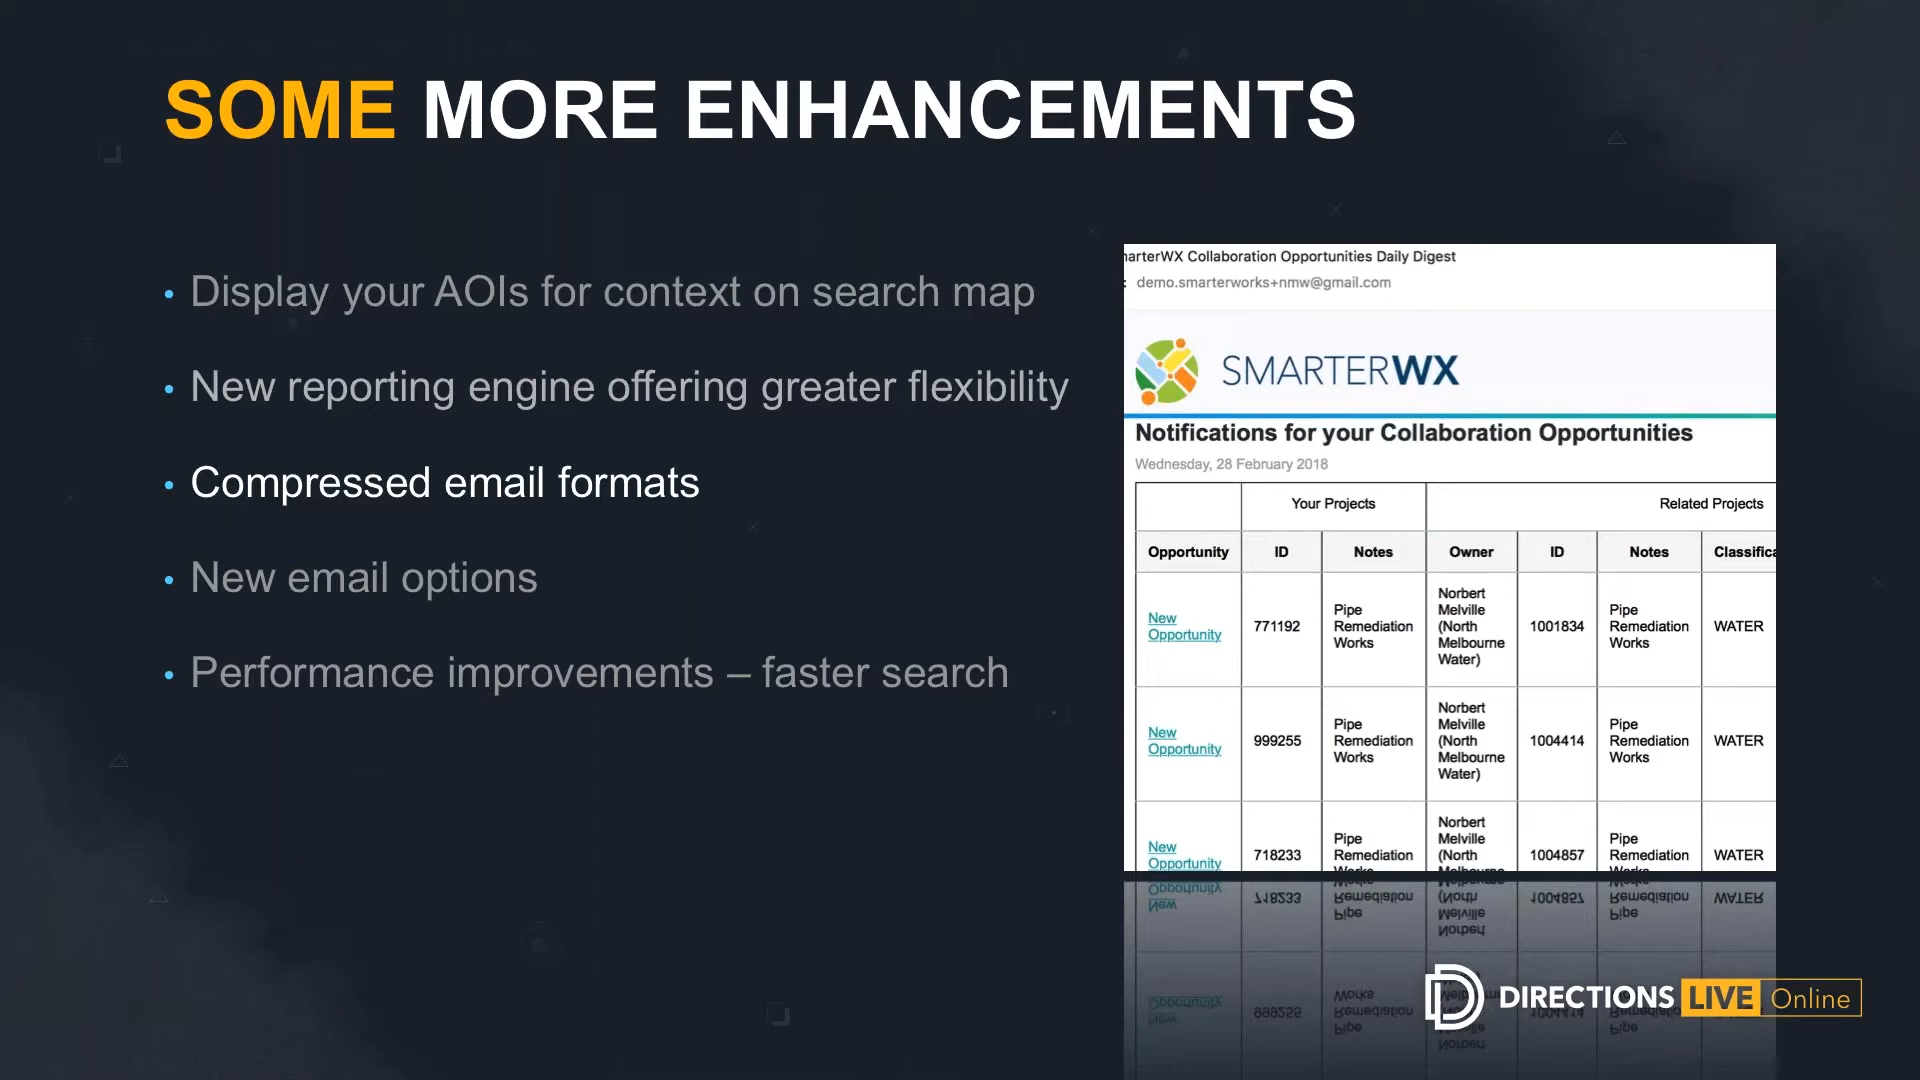 SOME MORE ENHANCEMENTS
• Display your AOIs for context on search map
• New reporting engine offering greater flexibility
• Compressed email formats
• New email options
• Performance improvements – faster search
arterWX Collaboration Opportunities Daily Digest
: demo.smarterworks+nmw@gmail.com
SMARTERWX
Notifications for your Collaboration Opportunities
Wednesday, 28 February 2018
Your Projects Related Projects
Opportunity ID Notes Owner ID Notes Classifica
New Opportunity 771192 Pipe Remediation Works Norbert Melville (North Melbourne Water) 1001834 Pipe Remediation Works WATER
New Opportunity 999255 Pipe Remediation Works Norbert Melville (North Melbourne Water) 1004414 Pipe Remediation Works WATER
New Opportunity 718233 Pipe Remediation Norbert Melville (North 1004857 Pipe Remediation WATER
DIRECTIONS LIVE Online